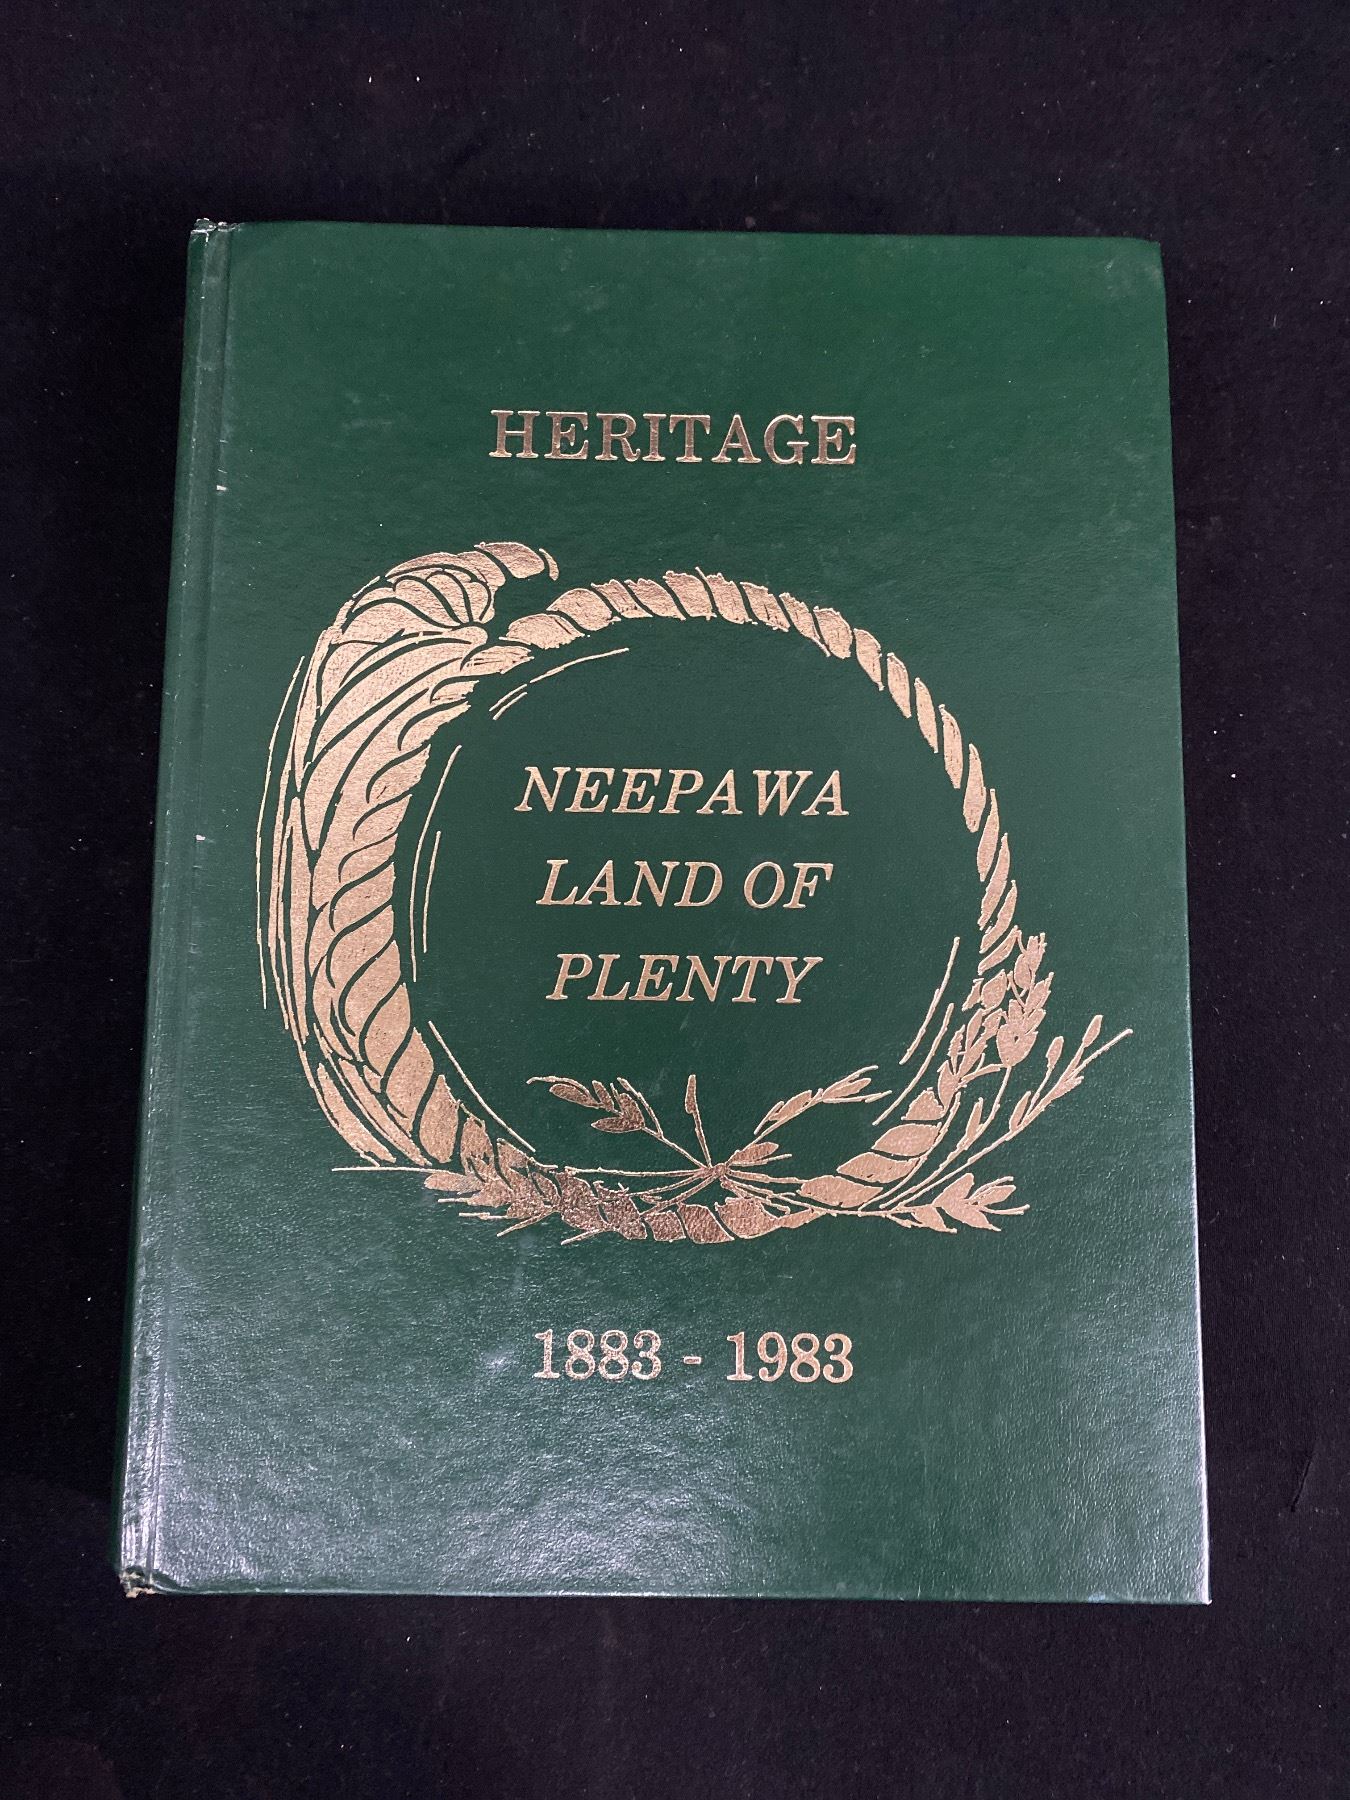 HERITAGE
NEEPAWA
LAND OF
PLENTY
1883 - 1983